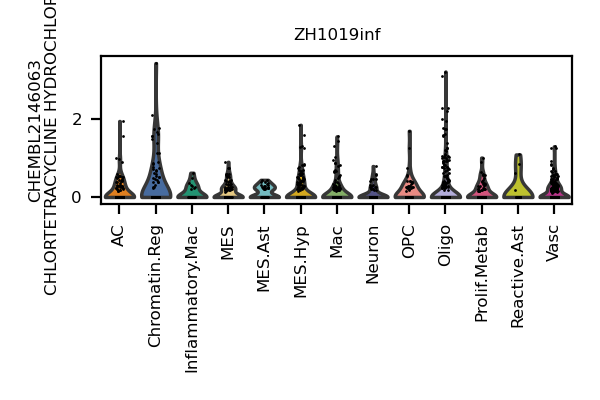 ZH1019inf
CHEMBL2146063
CHLORTETRACYCLINE HYDROCHLOR
2
0
AC
Chromatin.Reg
Inflammatory.Mac
MES
MES.Ast
MES.Hyp
Mac
Neuron
OPC
Oligo
Prolif.Metab
Reactive.Ast
Vasc